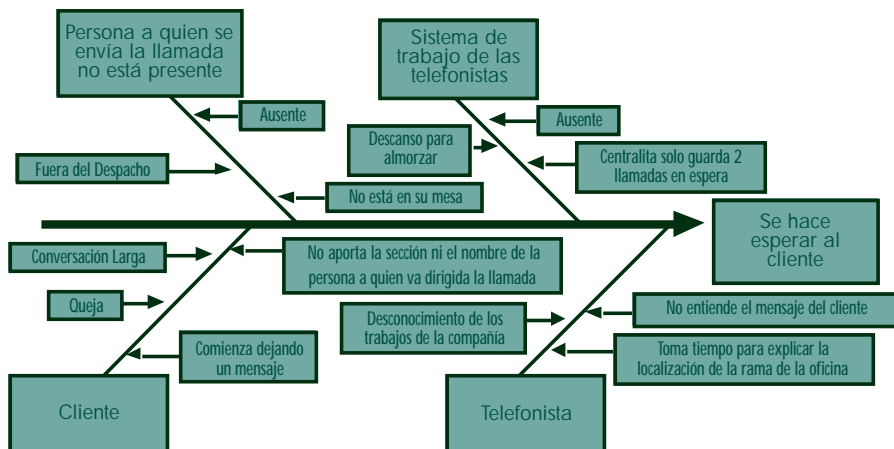 Persona a quien se
envía la llamada
no está presente
Sistema de
trabajo de las
telefonistas
Ausente
Fuera del Despacho
No está en su mesa
Ausente
Descanso para
almorzar
Centralita solo guarda 2
llamadas en espera
Se hace
esperar al
cliente
Conversación Larga
No aporta la sección ni el nombre de la
persona a quien va dirigida la llamada
Queja
Comienza dejando
un mensaje
Cliente
No entiende el mensaje del cliente
Desconocimiento de los
trabajos de la compañía
Toma tiempo para explicar la
localización de la rama de la oficina
Telefonista